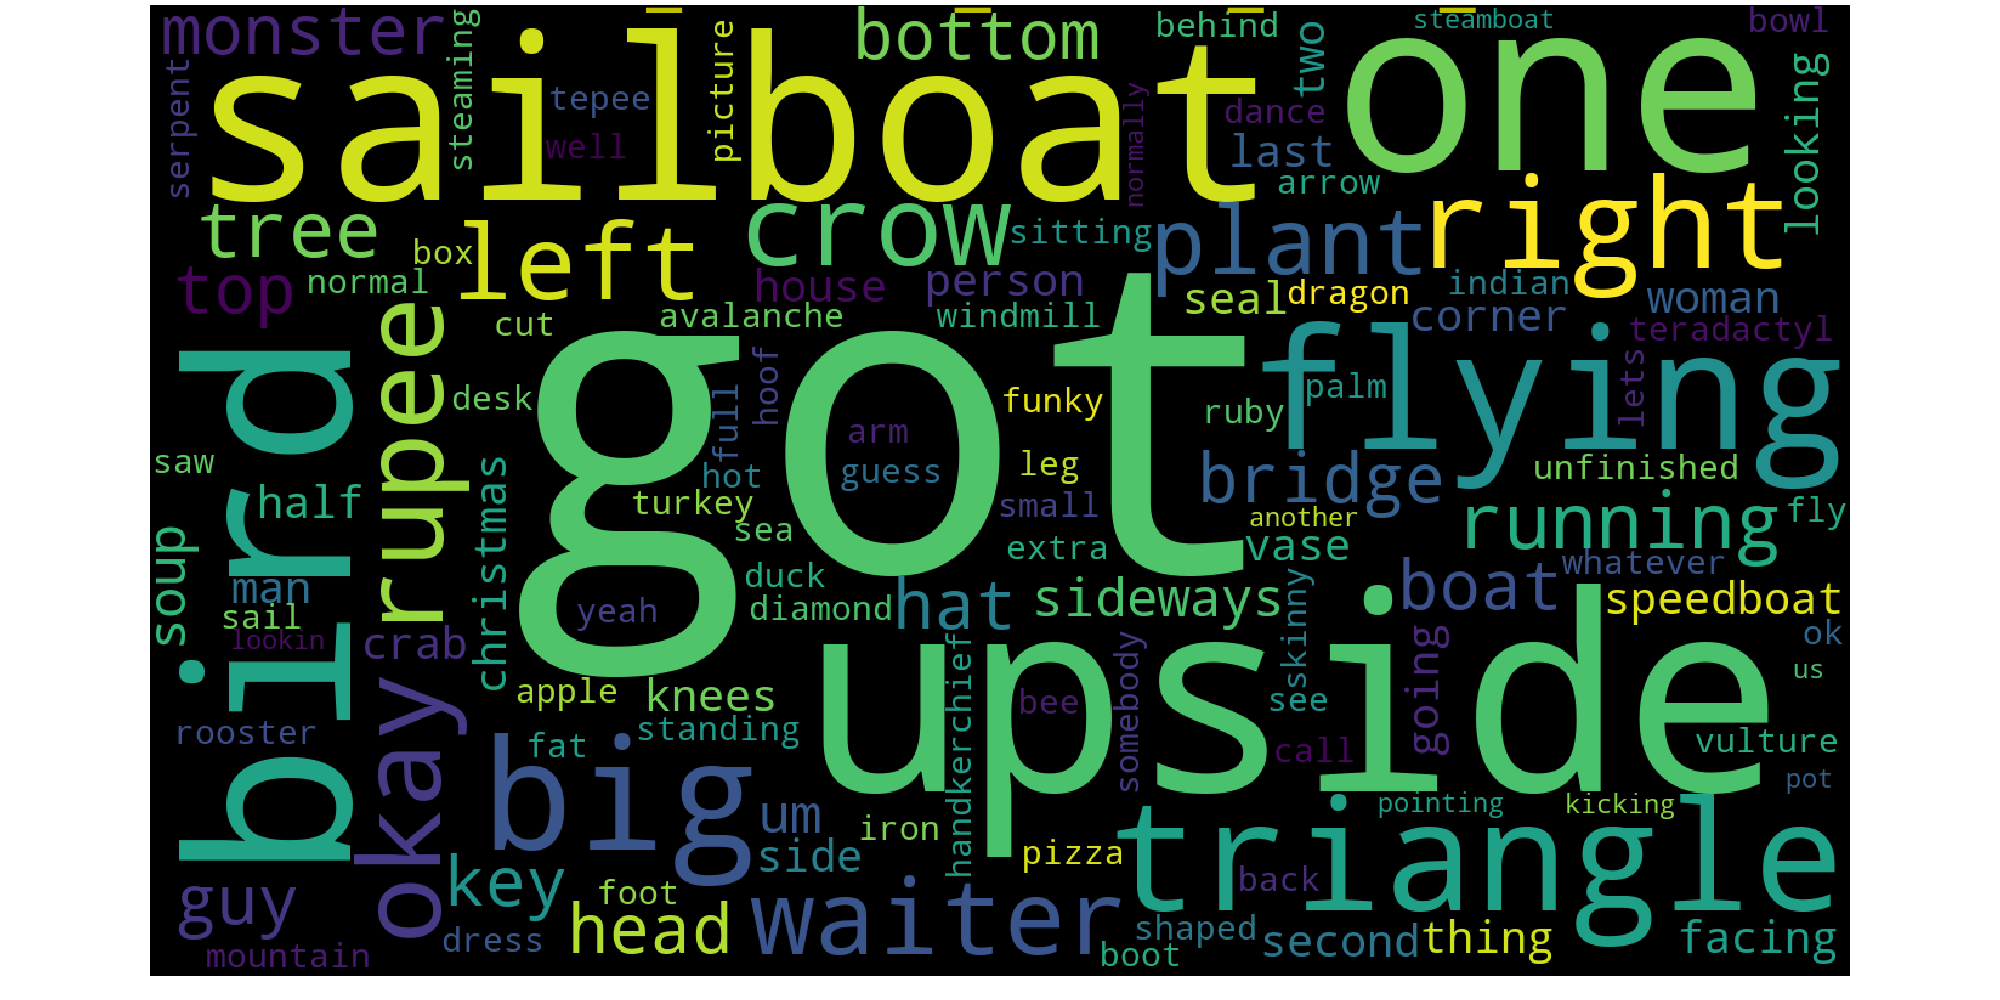 monster
sailboat
bottom
behind
steamboat
bowl
one
serpent
steaming
tepee
well
picture
normally
two
dance
last
arrow
looking
tree
box
left
crow
sitting
plant
right
top
normal
house
person
seal
dragon
indian
corner
woman
teradactyl
cut
avalanche
windmill
bird
rupee
got
flying
desk
full
hoof
funky
ruby
palm
lets
saw
half
christmas
hot
turkey
arm
guess
leg
small
bridge
another
unfinished
running
fly
soup
man
sail
lookin
crab
sea
duck
diamond
yeah
extra
vase
hat
sideways
skinny
boat
whatever
speedboat
ok
us
okay
apple
knees
handkerchief
upside
bee
somebody
see
going
rooster
standing
fat
call
vulture
pot
big
um
side
iron
pizza
triangle
pointing
kicking
guy
key
foot
head
waiter
back
mountain
dress
boot
shaped
second
thing
facing